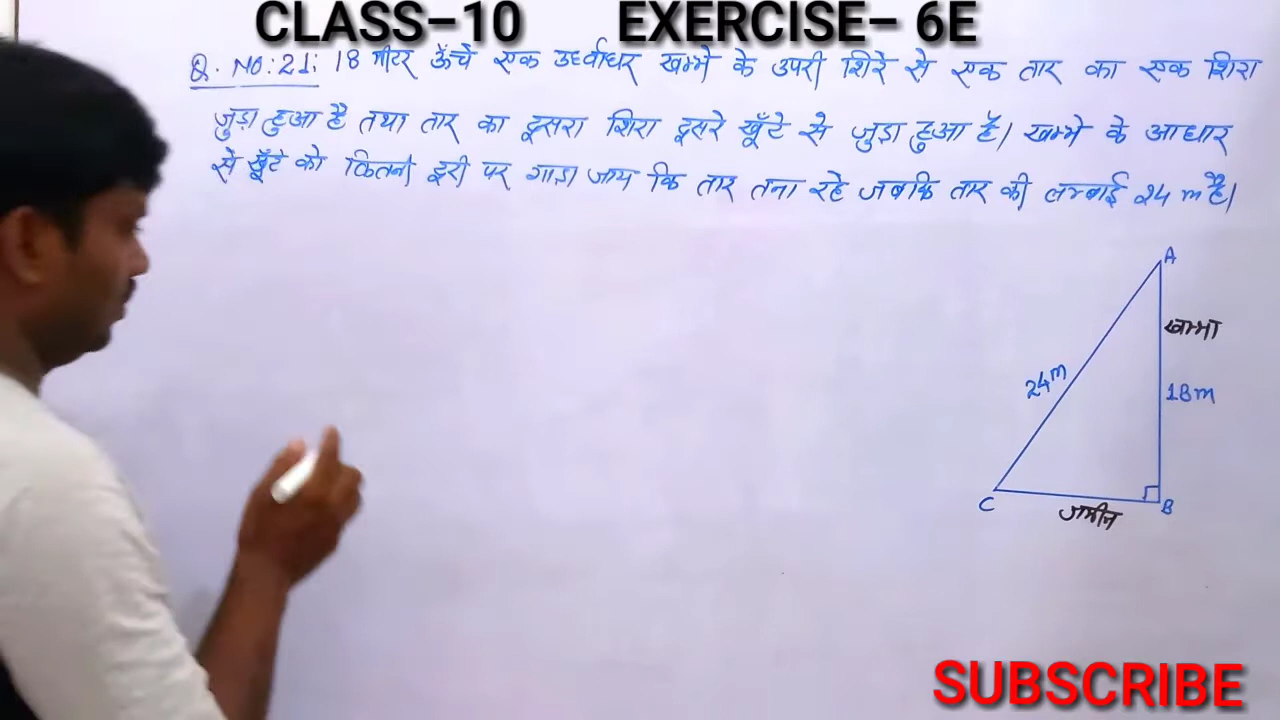 CLASS–10 EXERCISE– 6E
Q. NO:21: 18 मीटर ऊँचे एक उर्ध्वाधर खम्भे के उपरी शिरे से एक तार का एक शिरा
जुड़ा हुआ है तथा तार का दूसरा शिरा दूसरे खूँटे से जुड़ा हुआ है। खम्भे के आधार
से खूँटे को कितनी दूरी पर गाड़ा जाय कि तार तना रहे जबकि तार की लम्बाई 24 m है।
A
खम्भा
24m
18m
C
B
जमीन
SUBSCRIBE